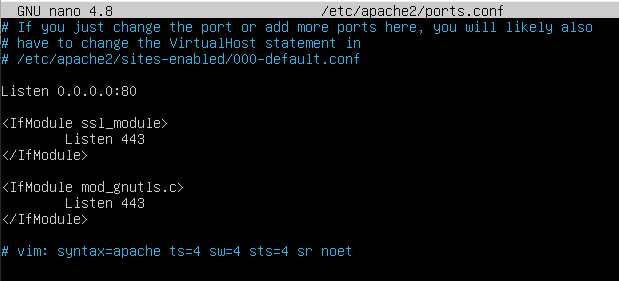 GNU nano 4.8 /etc/apache2/ports.conf
# If you just change the port or add more ports here, you will likely also
# have to change the VirtualHost statement in
# /etc/apache2/sites-enabled/000-default.conf
Listen 0.0.0.0:80
<IfModule ssl_module>
Listen 443
</IfModule>
<IfModule mod_gnutls.c>
Listen 443
</IfModule>
# vim: syntax=apache ts=4 sw=4 sts=4 sr noet